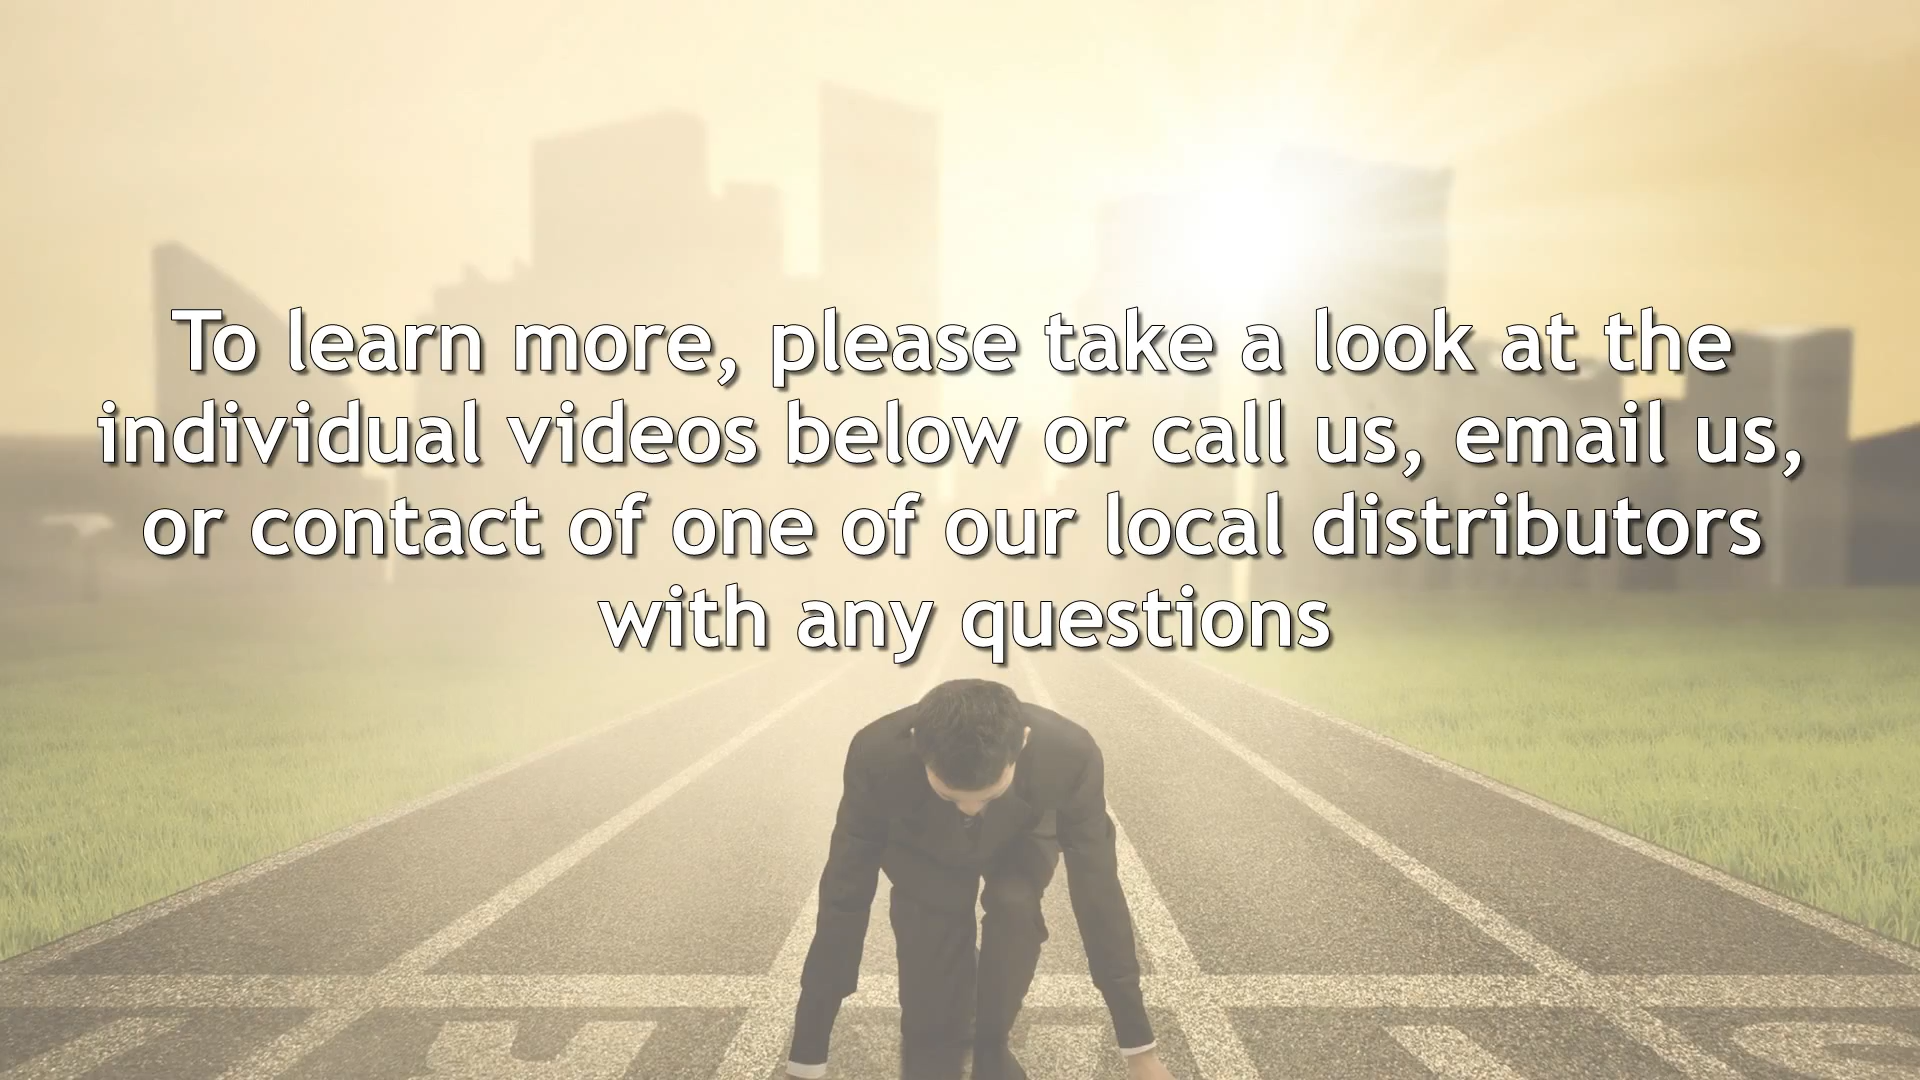 To learn more, please take a look at the
individual videos below or call us, email us,
or contact of one of our local distributors
with any questions